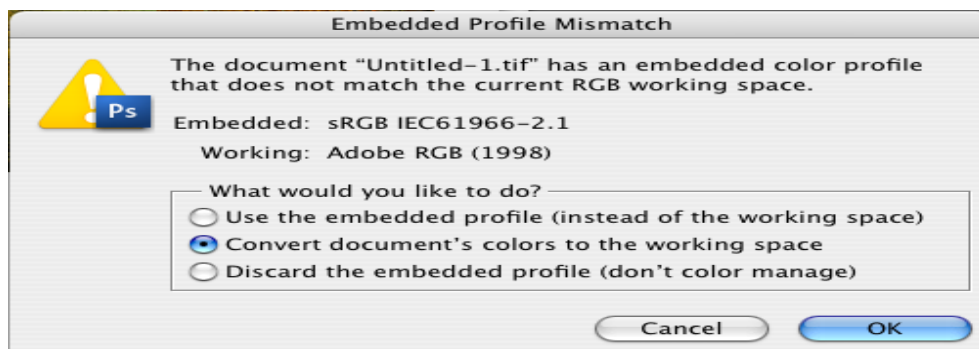 Embedded Profile Mismatch
The document “Untitled-1.tif” has an embedded color profile
that does not match the current RGB working space.
Ps
Embedded: sRGB IEC61966-2.1
Working: Adobe RGB (1998)
What would you like to do?
Use the embedded profile (instead of the working space)
Convert document’s colors to the working space
Discard the embedded profile (don’t color manage)
Cancel OK